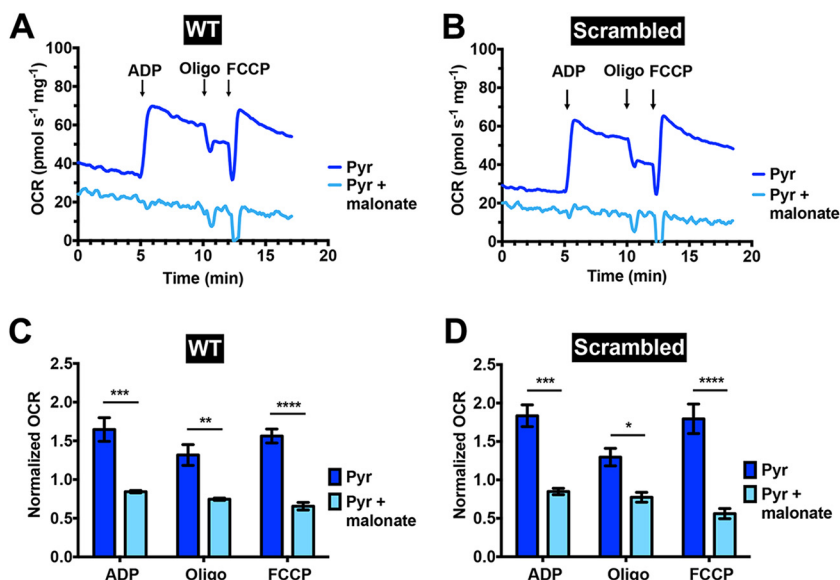 A
WT
OCR (pmol s⁻¹ mg⁻¹)
100
80
60
40
20
0
ADP
Oligo
FCCP
Pyr
Pyr +
malonate
0
5
10
15
20
Time (min)
B
Scrambled
OCR (pmol s⁻¹ mg⁻¹)
100
80
60
40
20
0
ADP
Oligo
FCCP
Pyr
Pyr +
malonate
0
5
10
15
20
Time (min)
C
WT
Normalized OCR
2.5
2.0
1.5
1.0
0.5
0.0
***
**
****
Pyr
Pyr +
malonate
ADP
Oligo
FCCP
D
Scrambled
Normalized OCR
2.5
2.0
1.5
1.0
0.5
0.0
***
*
****
Pyr
Pyr +
malonate
ADP
Oligo
FCCP